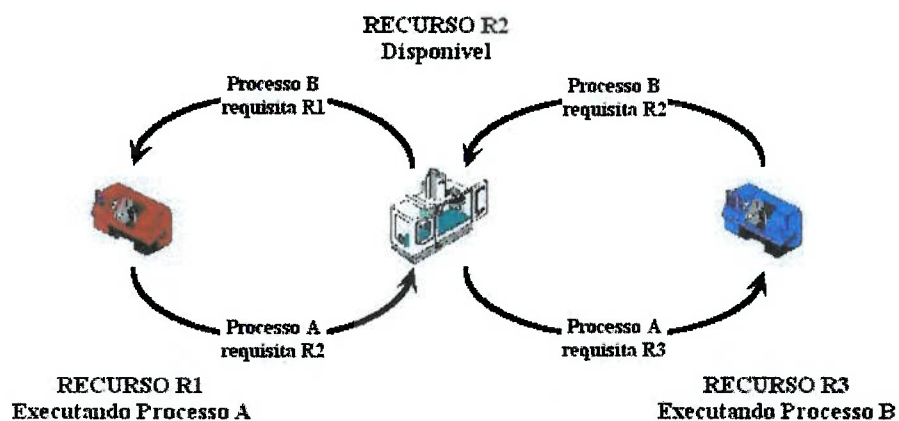 RECURSO R2
Disponivel
Processo B
requisita R1
Processo B
requisita R2
Processo A
requisita R2
Processo A
requisita R3
RECURSO R1
Executando Processo A
RECURSO R3
Executando Processo B